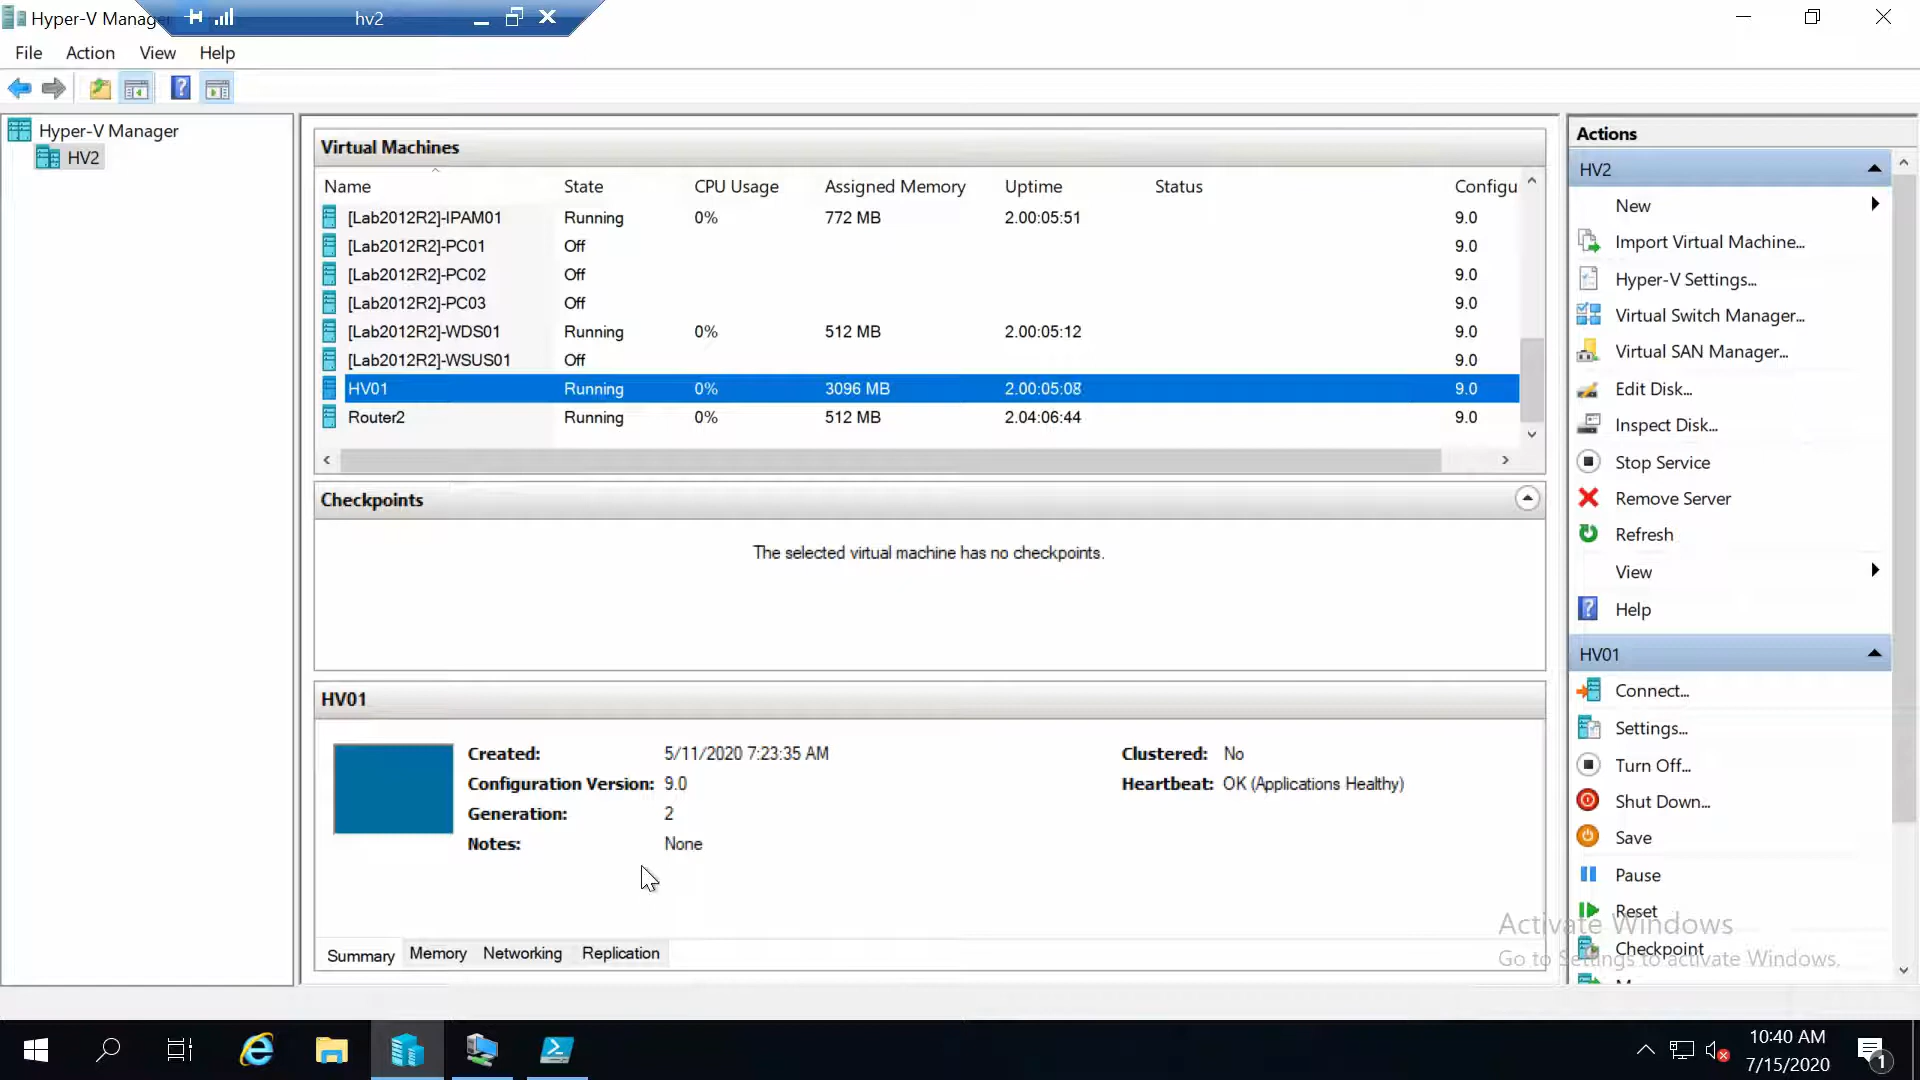 Hyper-V Manage
hv2
File Action View Help
Hyper-V Manager
HV2
Virtual Machines
Name State CPU Usage Assigned Memory Uptime Status Configu
[Lab2012R2]-IPAM01 Running 0% 772 MB 2.00:05:51 9.0
[Lab2012R2]-PC01 Off 9.0
[Lab2012R2]-PC02 Off 9.0
[Lab2012R2]-PC03 Off 9.0
[Lab2012R2]-WDS01 Running 0% 512 MB 2.00:05:12 9.0
[Lab2012R2]-WSUS01 Off 9.0
HV01 Running 0% 3096 MB 2.00:05:08 9.0
Router2 Running 0% 512 MB 2.04:06:44 9.0
Checkpoints
The selected virtual machine has no checkpoints.
HV01
Created: 5/11/2020 7:23:35 AM Clustered: No
Configuration Version: 9.0 Heartbeat: OK (Applications Healthy)
Generation: 2
Notes: None
Summary Memory Networking Replication
Actions
HV2
New
Import Virtual Machine...
Hyper-V Settings...
Virtual Switch Manager...
Virtual SAN Manager...
Edit Disk...
Inspect Disk...
Stop Service
Remove Server
Refresh
View
Help
HV01
Connect...
Settings...
Turn Off...
Shut Down...
Save
Pause
Reset
Checkpoint
Activate Windows
Go to Settings to activate Windows.
10:40 AM
7/15/2020
1